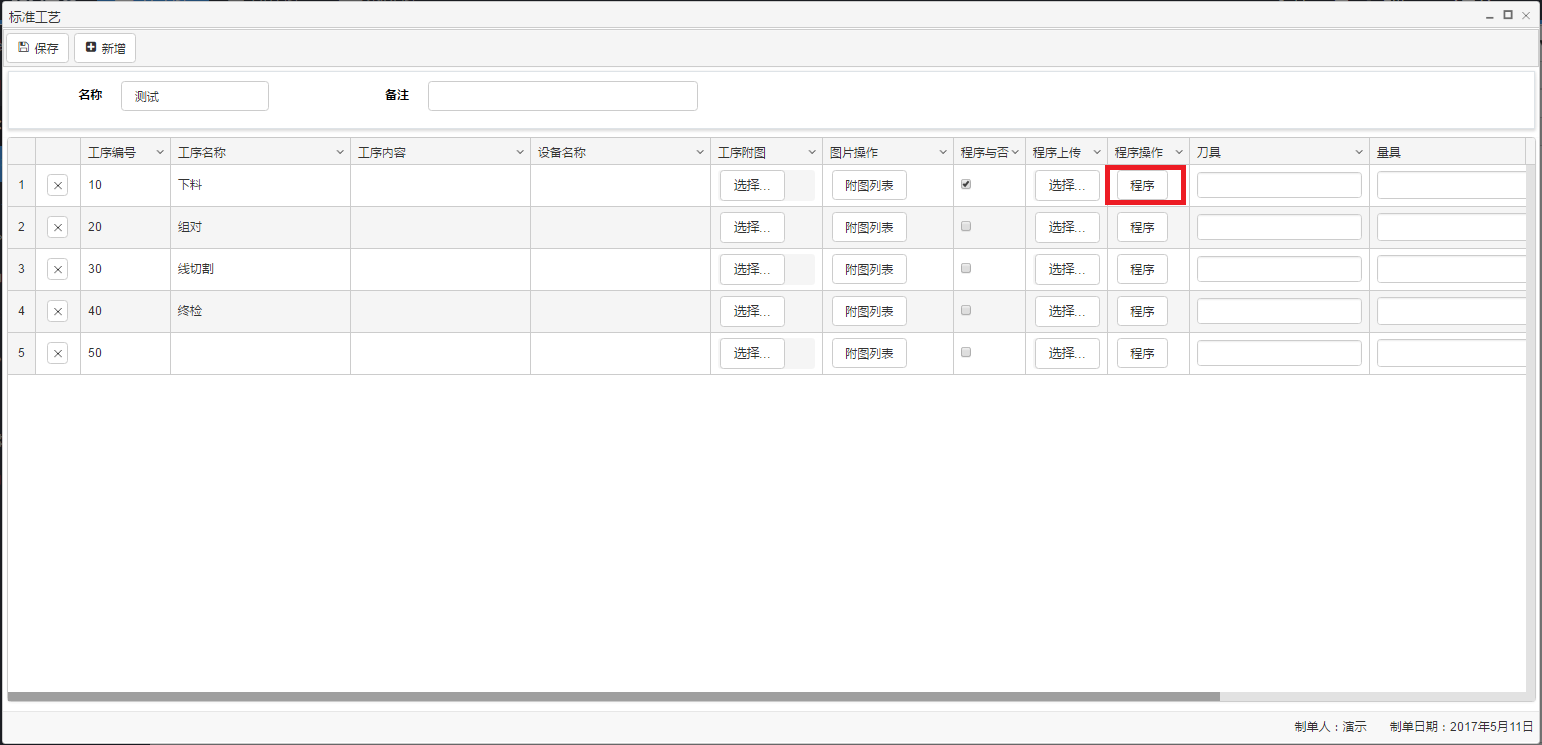 标准工艺
保存 新增
名称 测试 备注
工序编号 工序名称 工序内容 设备名称 工序附图 图片操作 程序与否 程序上传 程序操作 刀具 量具
1 10 下料 选择... 附图列表 选择... 程序
2 20 组对 选择... 附图列表 选择... 程序
3 30 线切割 选择... 附图列表 选择... 程序
4 40 终检 选择... 附图列表 选择... 程序
5 50 选择... 附图列表 选择... 程序
制单人：演示 制单日期：2017年5月11日